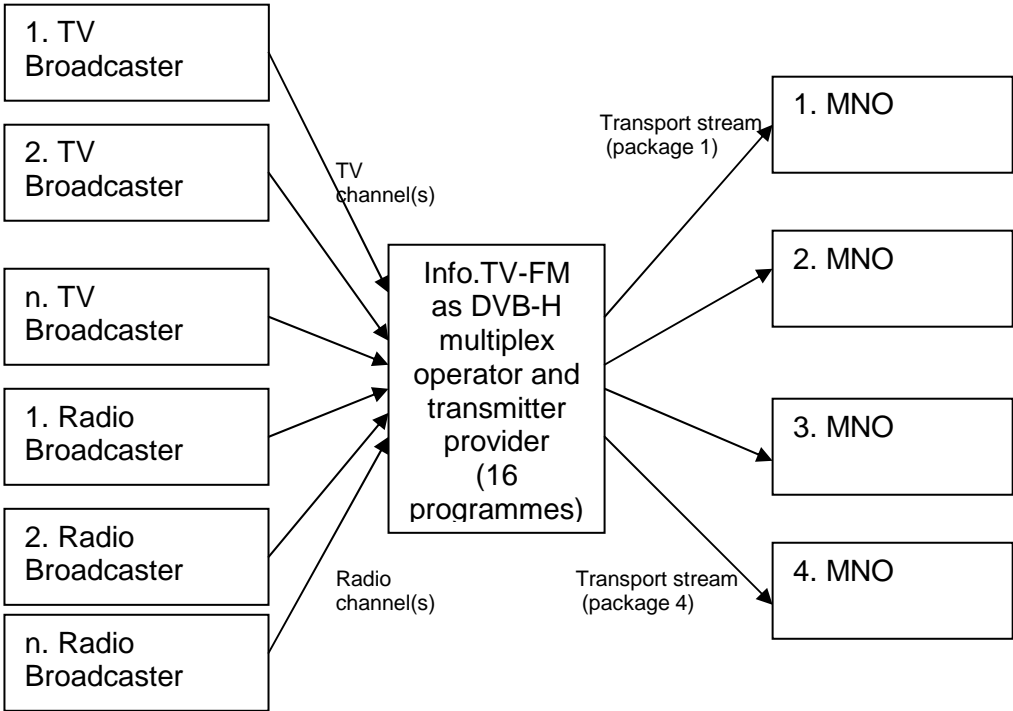 1. TV
Broadcaster
2. TV
Broadcaster
n. TV
Broadcaster
1. Radio
Broadcaster
2. Radio
Broadcaster
n. Radio
Broadcaster
TV
channel(s)
Radio
channel(s)
Info.TV-FM
as DVB-H
multiplex
operator and
transmitter
provider
(16
programmes)
Transport stream
(package 1)
Transport stream
(package 4)
1. MNO
2. MNO
3. MNO
4. MNO